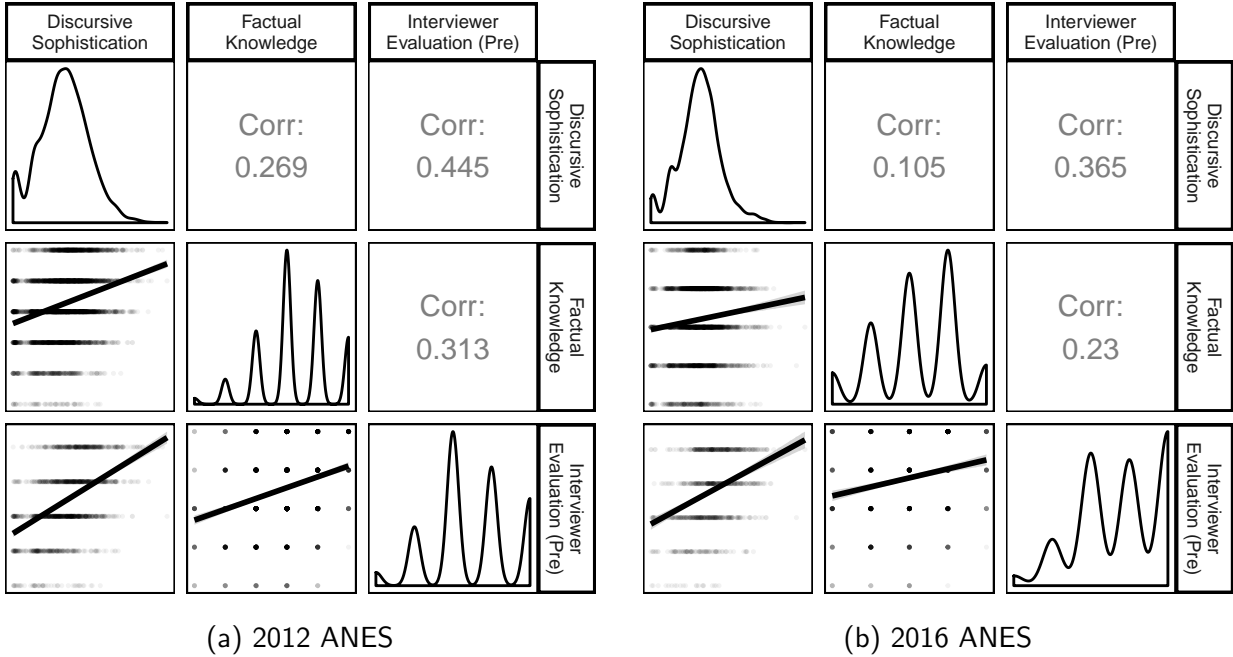 Discursive
Sophistication
Factual
Knowledge
Interviewer
Evaluation (Pre)
Corr:
0.269
Corr:
0.445
Discursive
Sophistication
Corr:
0.313
Factual
Knowledge
Interviewer
Evaluation (Pre)
(a) 2012 ANES
Discursive
Sophistication
Factual
Knowledge
Interviewer
Evaluation (Pre)
Corr:
0.105
Corr:
0.365
Discursive
Sophistication
Corr:
0.23
Factual
Knowledge
Interviewer
Evaluation (Pre)
(b) 2016 ANES